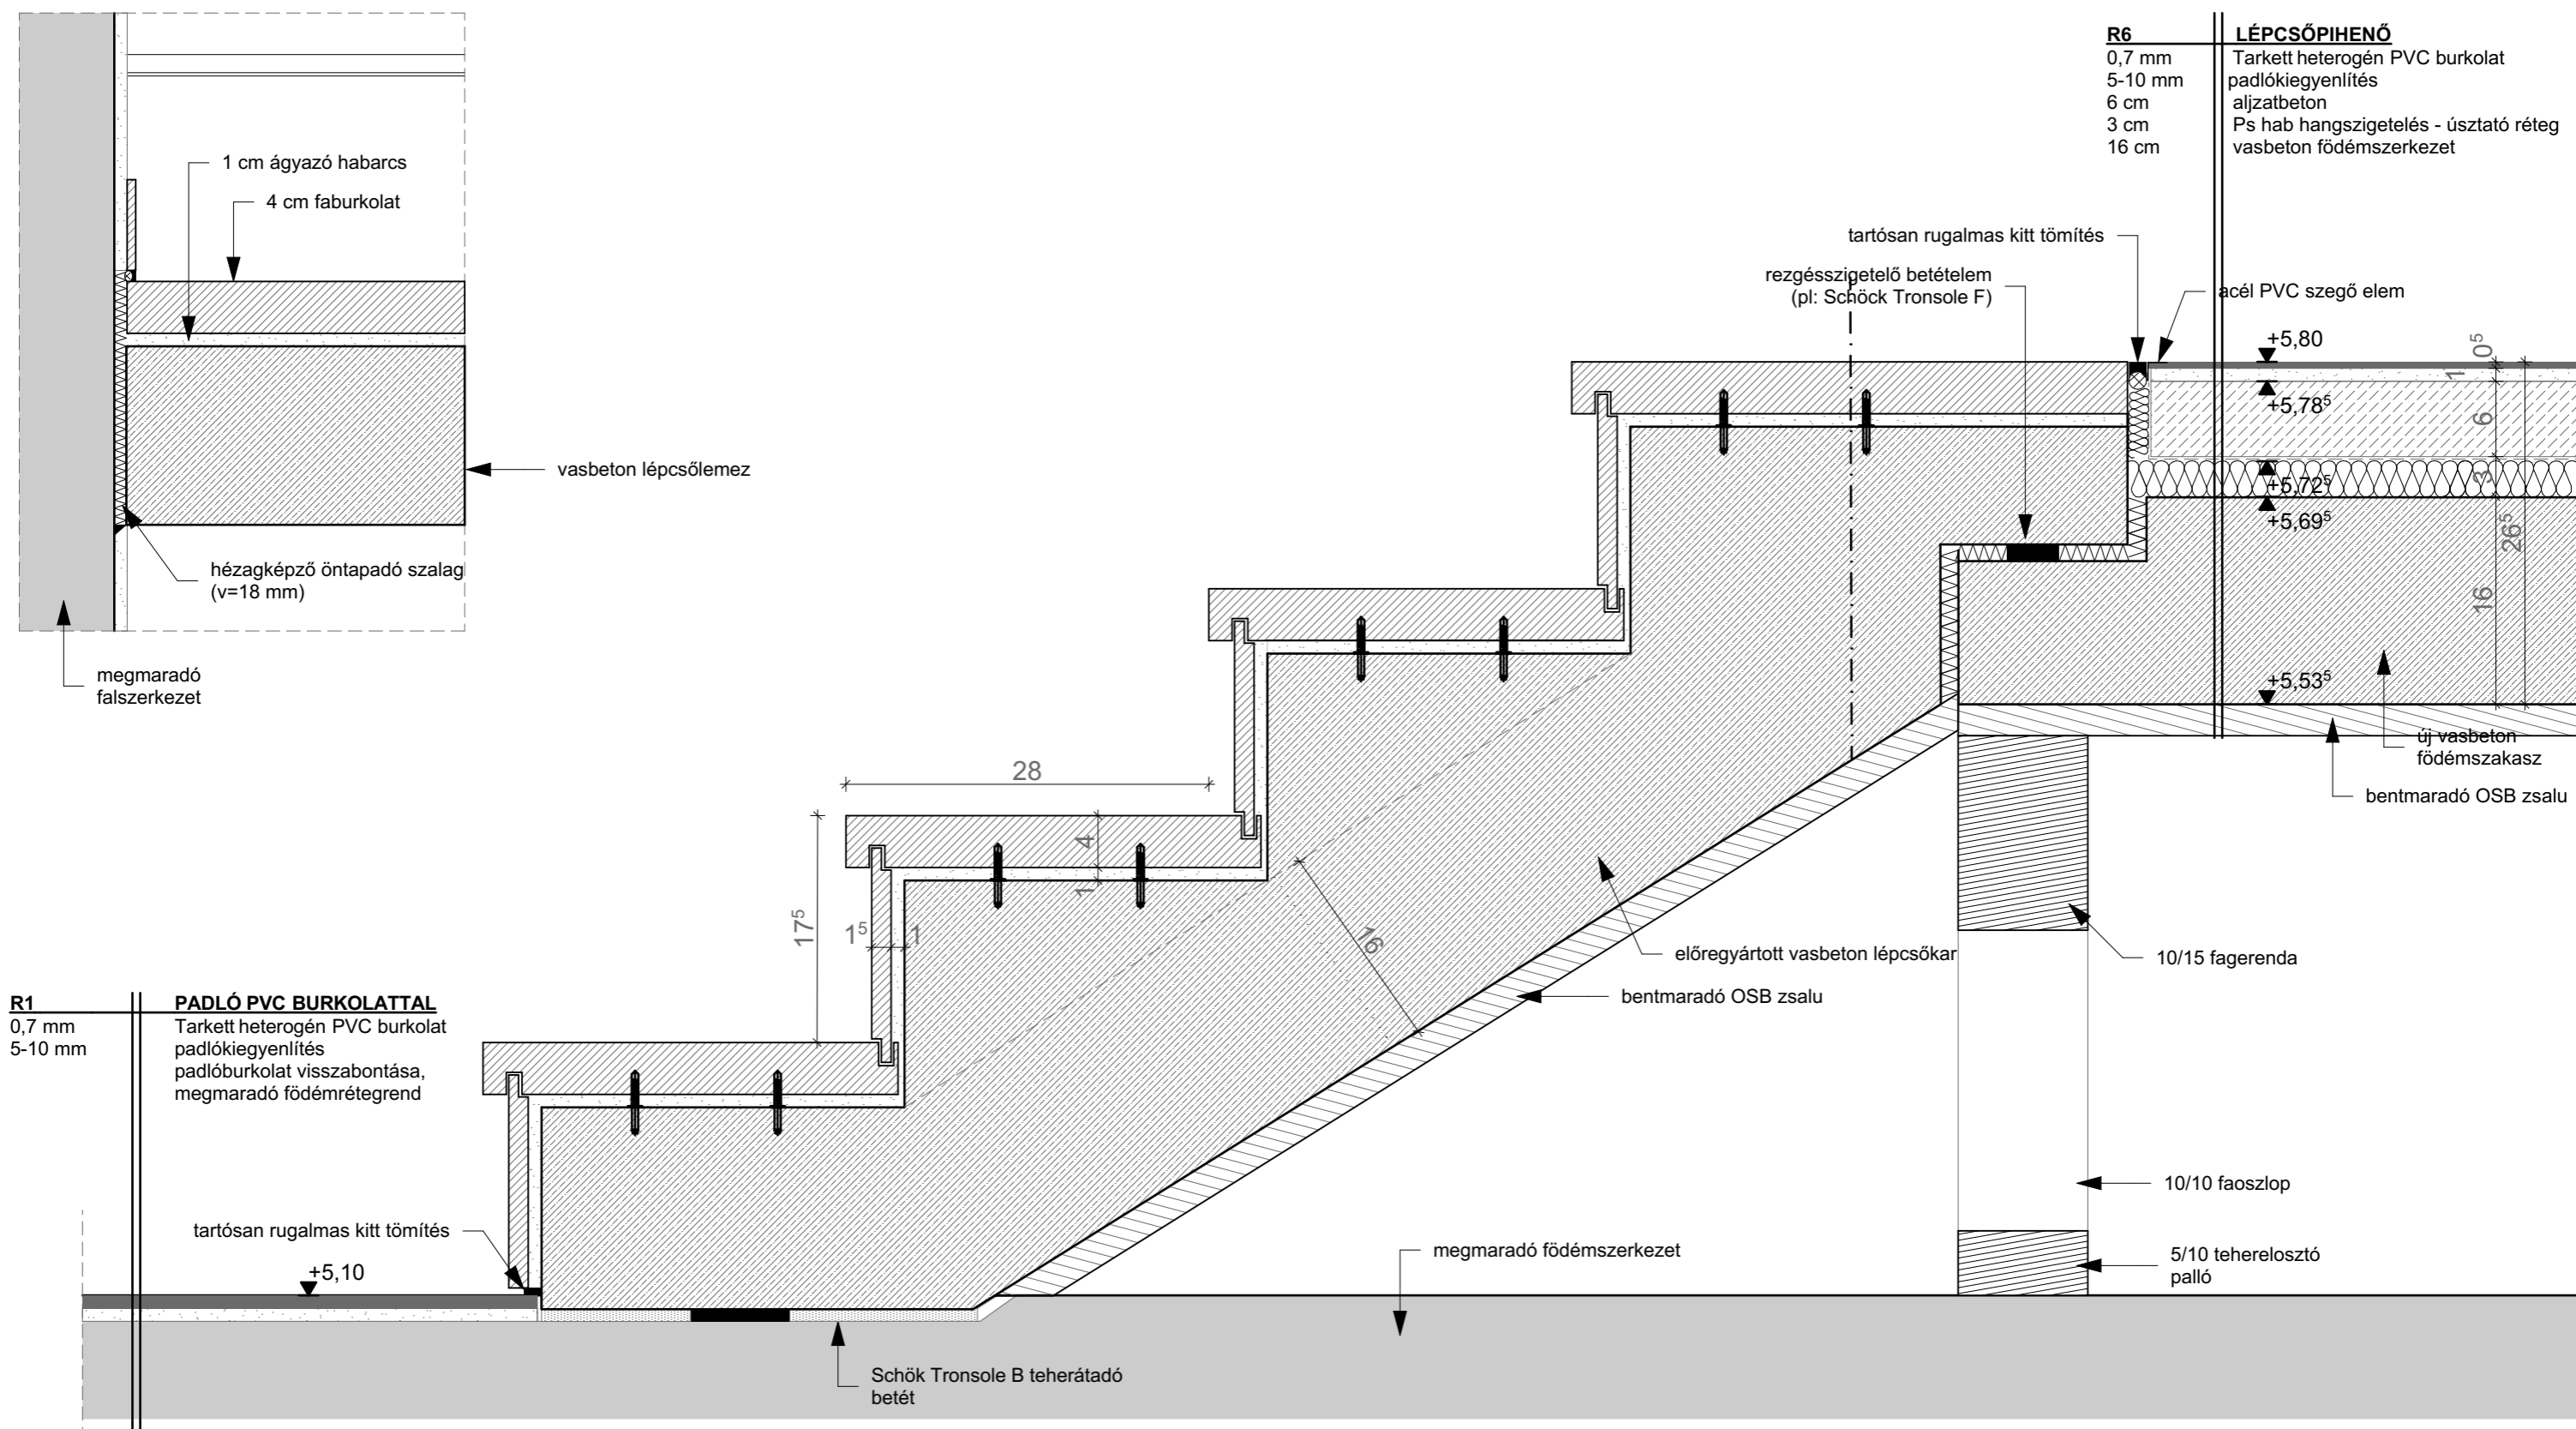 R6 LÉPCSŐPIHENŐ
0,7 mm Tarkett heterogén PVC burkolat
5-10 mm padlókiegyenlítés
6 cm aljzatbeton
3 cm Ps hab hangszigetelés - úsztató réteg
16 cm vasbeton födémszerkezet
1 cm ágyazó habarcs
4 cm faburkolat
vasbeton lépcsőlemez
hézagképző öntapadó szalag
(v=18 mm)
megmaradó
falszerkezet
tartósan rugalmas kitt tömítés
rezgésszigetelő betételem
(pl: Schöck Tronsole F)
acél PVC szegő elem
+5,80
0⁵
1
+5,78⁵
6
+5,72⁵
3
+5,69⁵
26⁵
16
+5,53⁵
új vasbeton
födémszakasz
bentmaradó OSB zsalu
28
4
1
17⁵
1⁵
1
16
előregyártott vasbeton lépcsőkar
bentmaradó OSB zsalu
10/15 fagerenda
10/10 faoszlop
5/10 teherelosztó
palló
R1 PADLÓ PVC BURKOLATTAL
0,7 mm Tarkett heterogén PVC burkolat
5-10 mm padlókiegyenlítés
padlóburkolat visszabontása,
megmaradó födémrétegrend
tartósan rugalmas kitt tömítés
+5,10
megmaradó födémszerkezet
Schök Tronsole B teherátadó
betét